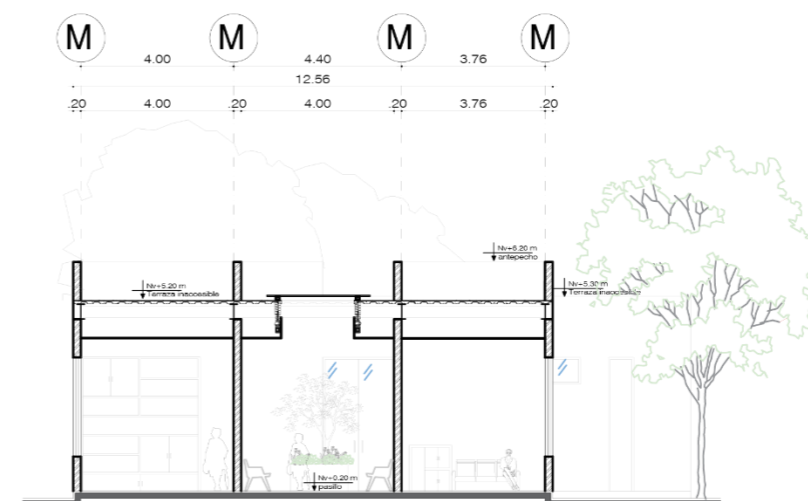 M M M M
4.00 4.40 3.76
12.56
.20 4.00 .20 4.00 .20 3.76 .20
Nv+6.20 m
antepecho
Nv+5.20 m
Terraza inaccesible
Nv+5.30 m
Terraza inaccesible
Nv+0.20 m
pasillo